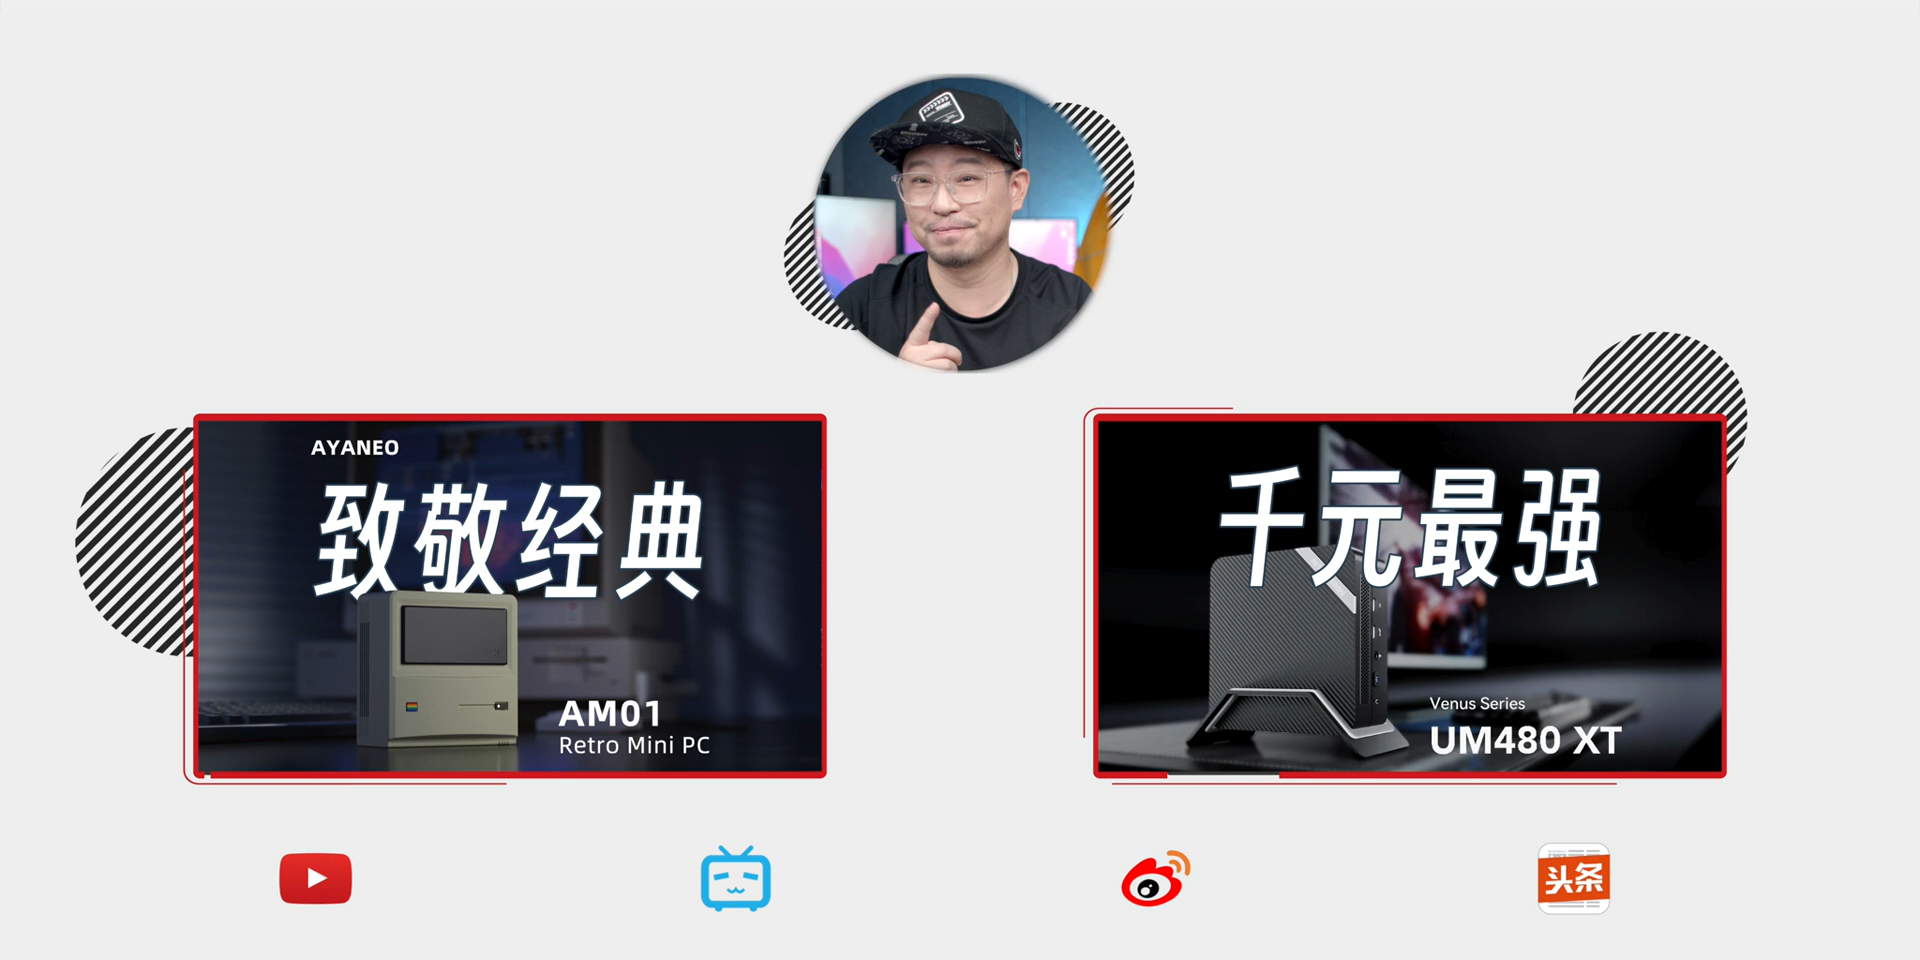 AYANEO
致敬经典
AM01
Retro Mini PC
千元最强
Venus Series
UM480 XT
头条